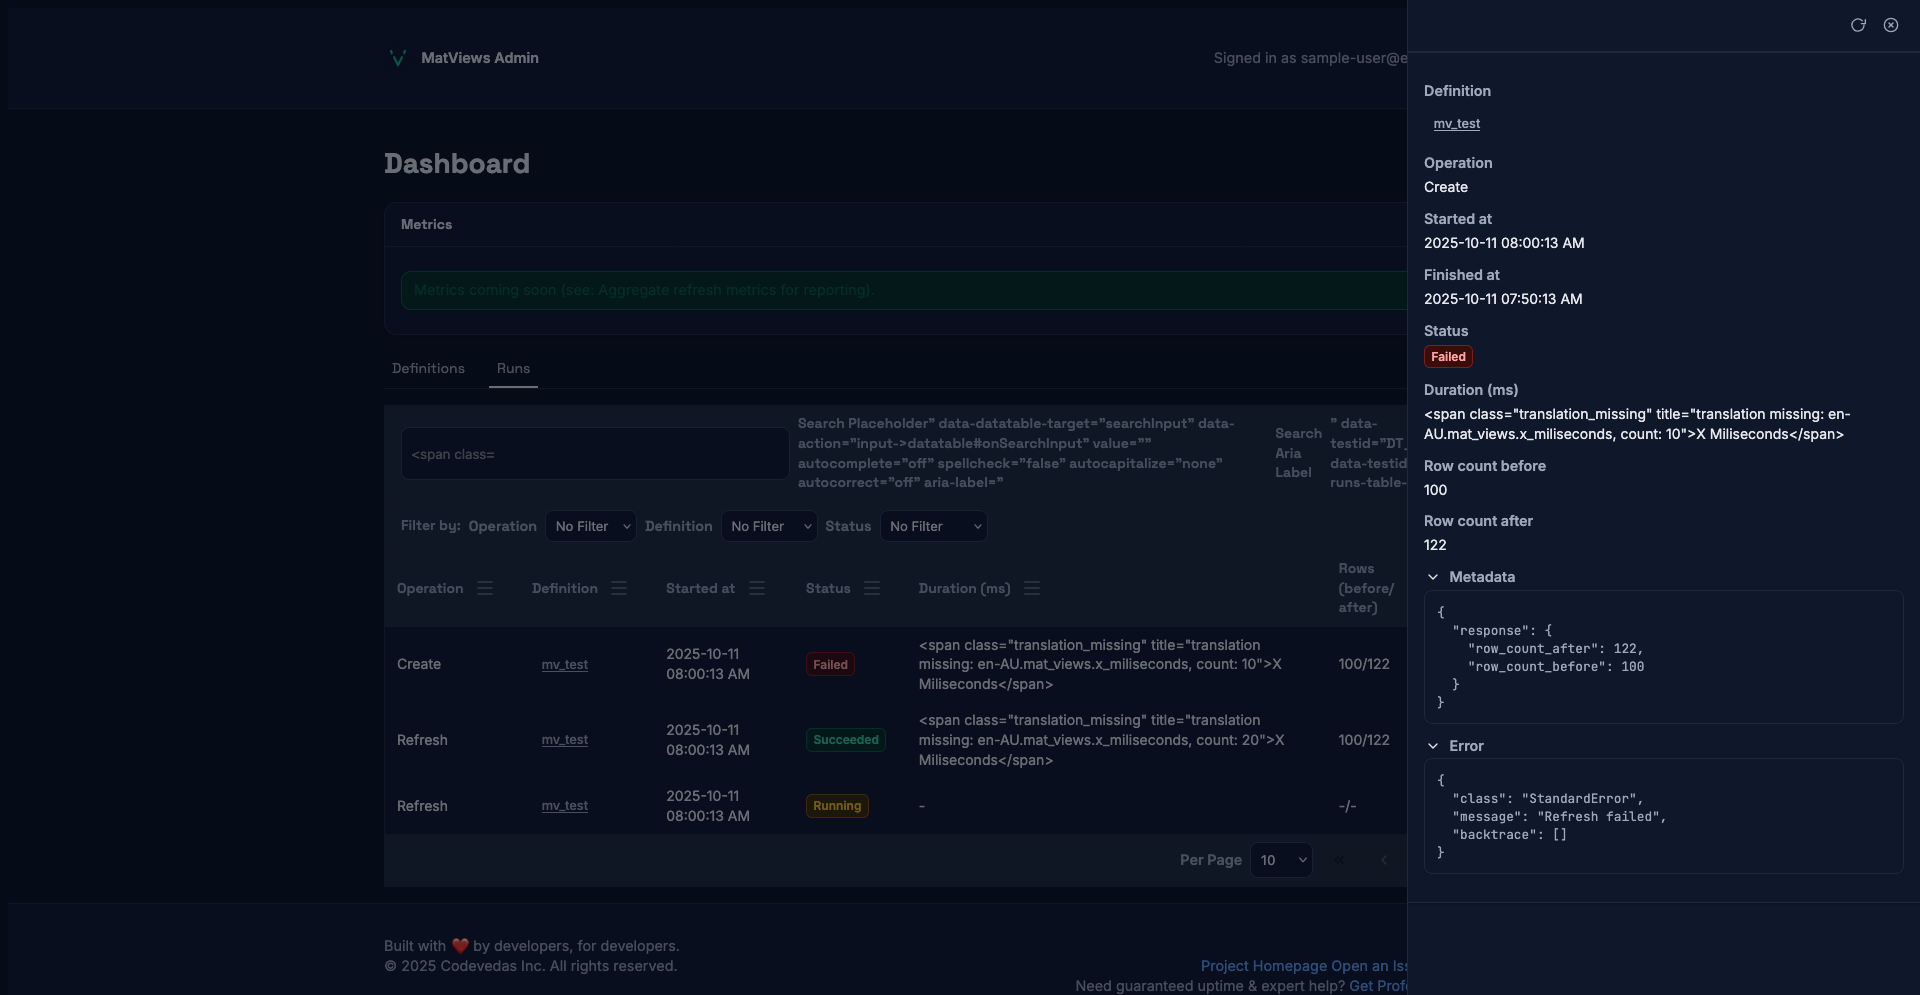 MatViews Admin
Signed in as sample-user@e
Dashboard
Metrics
Metrics coming soon (see: Aggregate refresh metrics for reporting).
Definitions
Runs
<span class=
Search Placeholder" data-datatable-target="searchInput" data-
action="input->datatable#onSearchInput" value=""
autocomplete="off" spellcheck="false" autocapitalize="none"
autocorrect="off" aria-label="
Search
Aria
Label
" data-
testid="DT_
data-testid
runs-table-
Filter by: Operation No Filter Definition No Filter Status No Filter
Operation Definition Started at Status Duration (ms)
Rows
(before/
after)
Create
mv_test
2025-10-11
08:00:13 AM
Failed
<span class="translation_missing" title="translation
missing: en-AU.mat_views.x_miliseconds, count: 10">X
Miliseconds</span>
100/122
Refresh
mv_test
2025-10-11
08:00:13 AM
Succeeded
<span class="translation_missing" title="translation
missing: en-AU.mat_views.x_miliseconds, count: 20">X
Miliseconds</span>
100/122
Refresh
mv_test
2025-10-11
08:00:13 AM
Running
-
-/-
Per Page 10 « ‹
Built with ❤️ by developers, for developers.
© 2025 Codevedas Inc. All rights reserved.
Project Homepage Open an Iss
Need guaranteed uptime & expert help? Get Profe
Definition
mv_test
Operation
Create
Started at
2025-10-11 08:00:13 AM
Finished at
2025-10-11 07:50:13 AM
Status
Failed
Duration (ms)
<span class="translation_missing" title="translation missing: en-
AU.mat_views.x_miliseconds, count: 10">X Miliseconds</span>
Row count before
100
Row count after
122
Metadata
{
"response": {
"row_count_after": 122,
"row_count_before": 100
}
}
Error
{
"class": "StandardError",
"message": "Refresh failed",
"backtrace": []
}